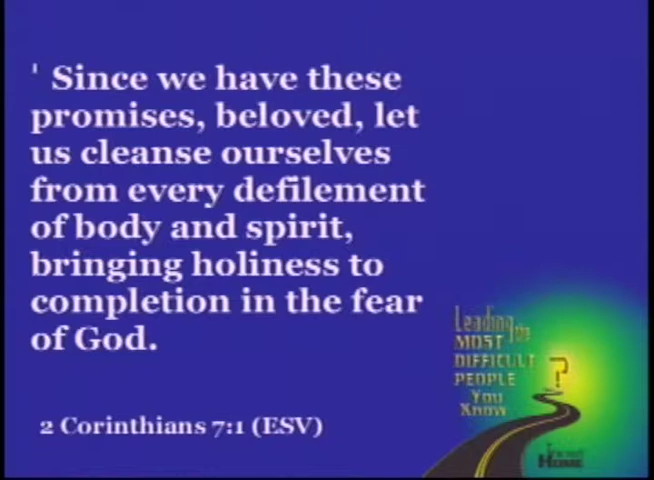 ¹ Since we have these
promises, beloved, let
us cleanse ourselves
from every defilement
of body and spirit,
bringing holiness to
completion in the fear
of God.
2 Corinthians 7:1 (ESV)
Leading the
MOST
DIFFICULT
PEOPLE
You
Know
?
HOME